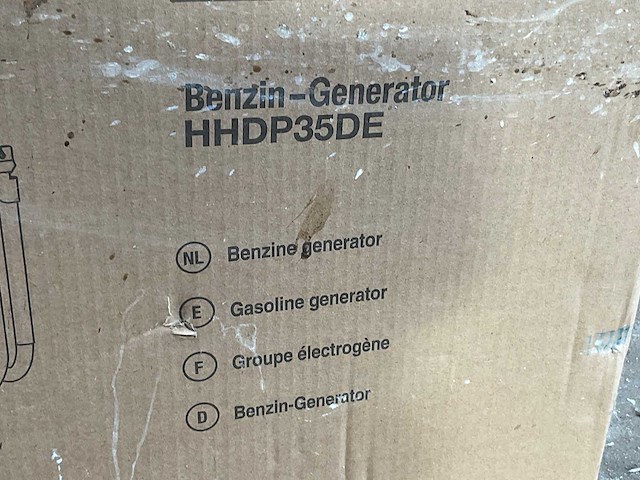 Benzin-Generator
HHDP35DE
NL Benzine generator
E Gasoline generator
F Groupe électrogène
D Benzin-Generator